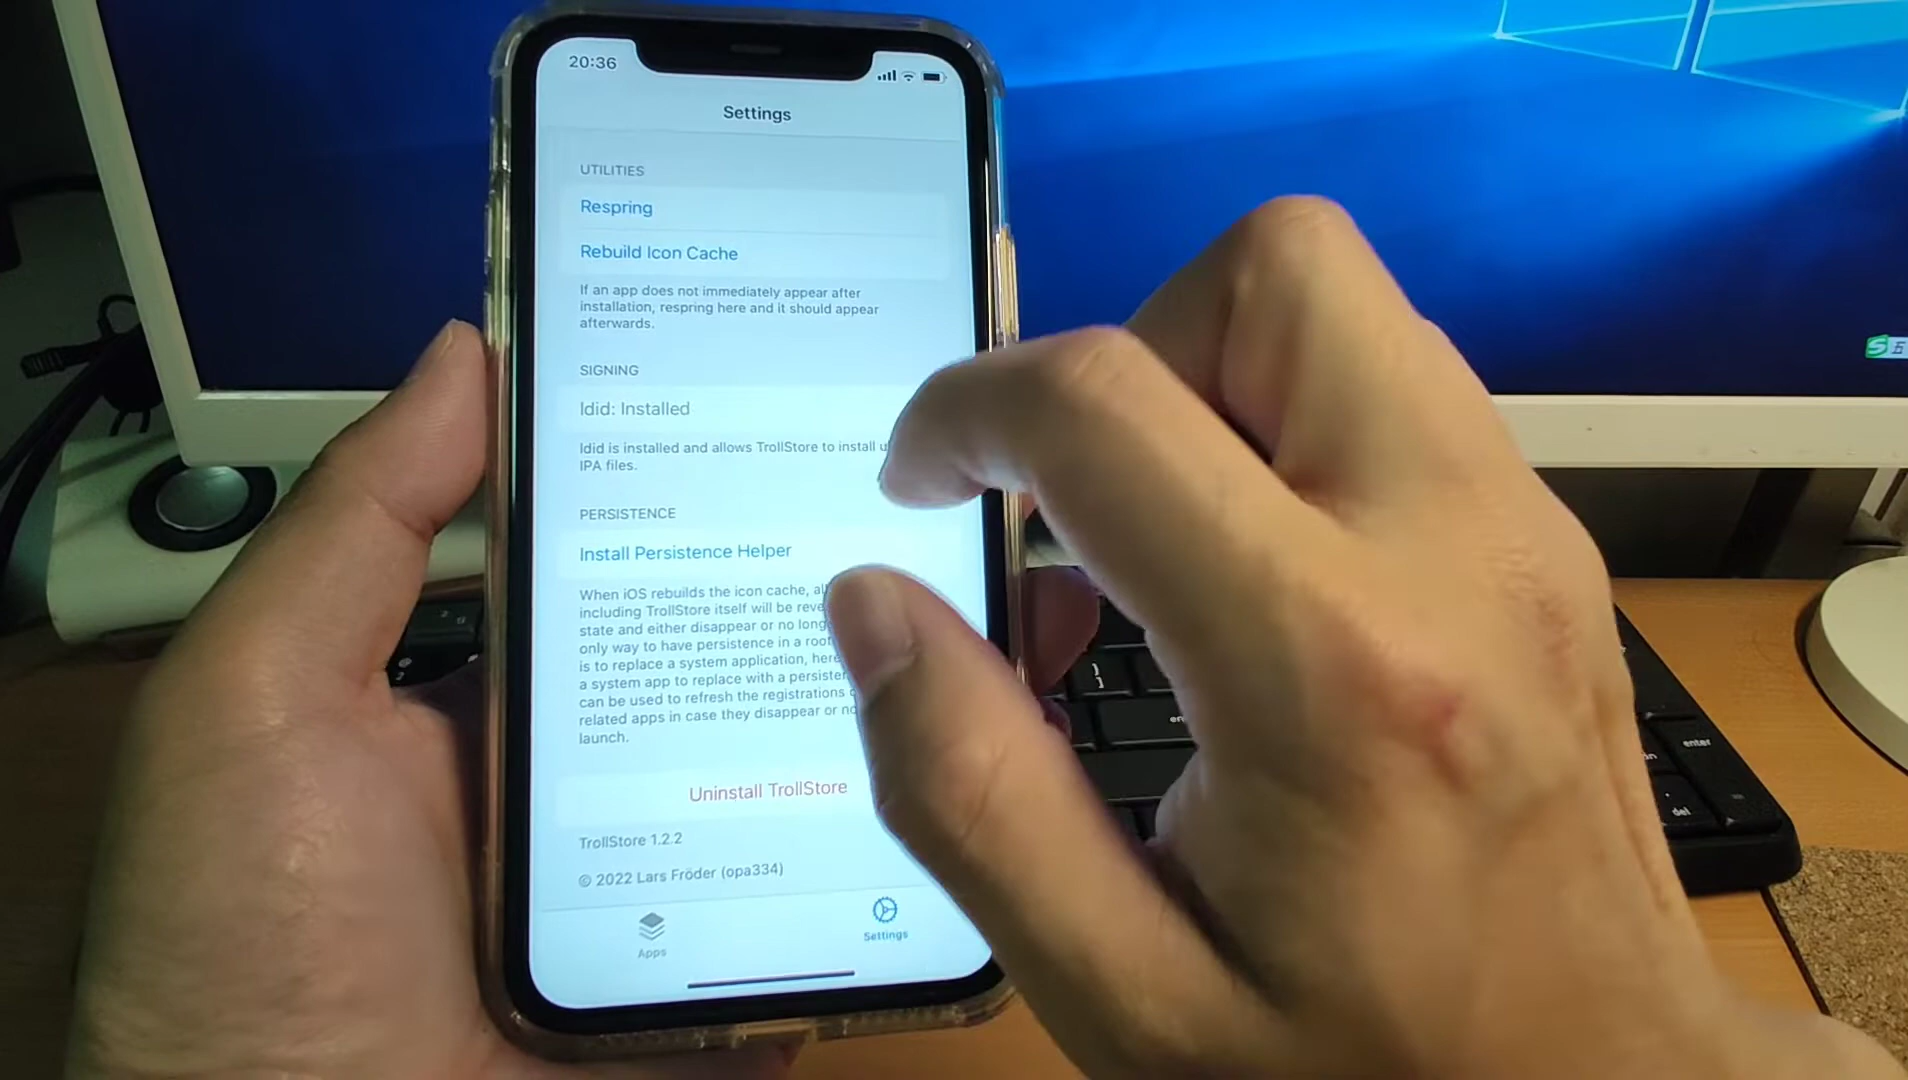 20:36
Settings
UTILITIES
Respring
Rebuild Icon Cache
If an app does not immediately appear after
installation, respring here and it should appear
afterwards.
SIGNING
ldid: Installed
ldid is installed and allows TrollStore to install
IPA files.
PERSISTENCE
Install Persistence Helper
When iOS rebuilds the icon cache,
including TrollStore itself will be
state and either disappear or no
only way to have persistence in a
is to replace a system application,
a system app to replace with a
can be used to refresh the registrations
related apps in case they disappear or
launch.
Uninstall TrollStore
TrollStore 1.2.2
© 2022 Lars Fröder (opa334)
Apps
Settings
五
enter
del